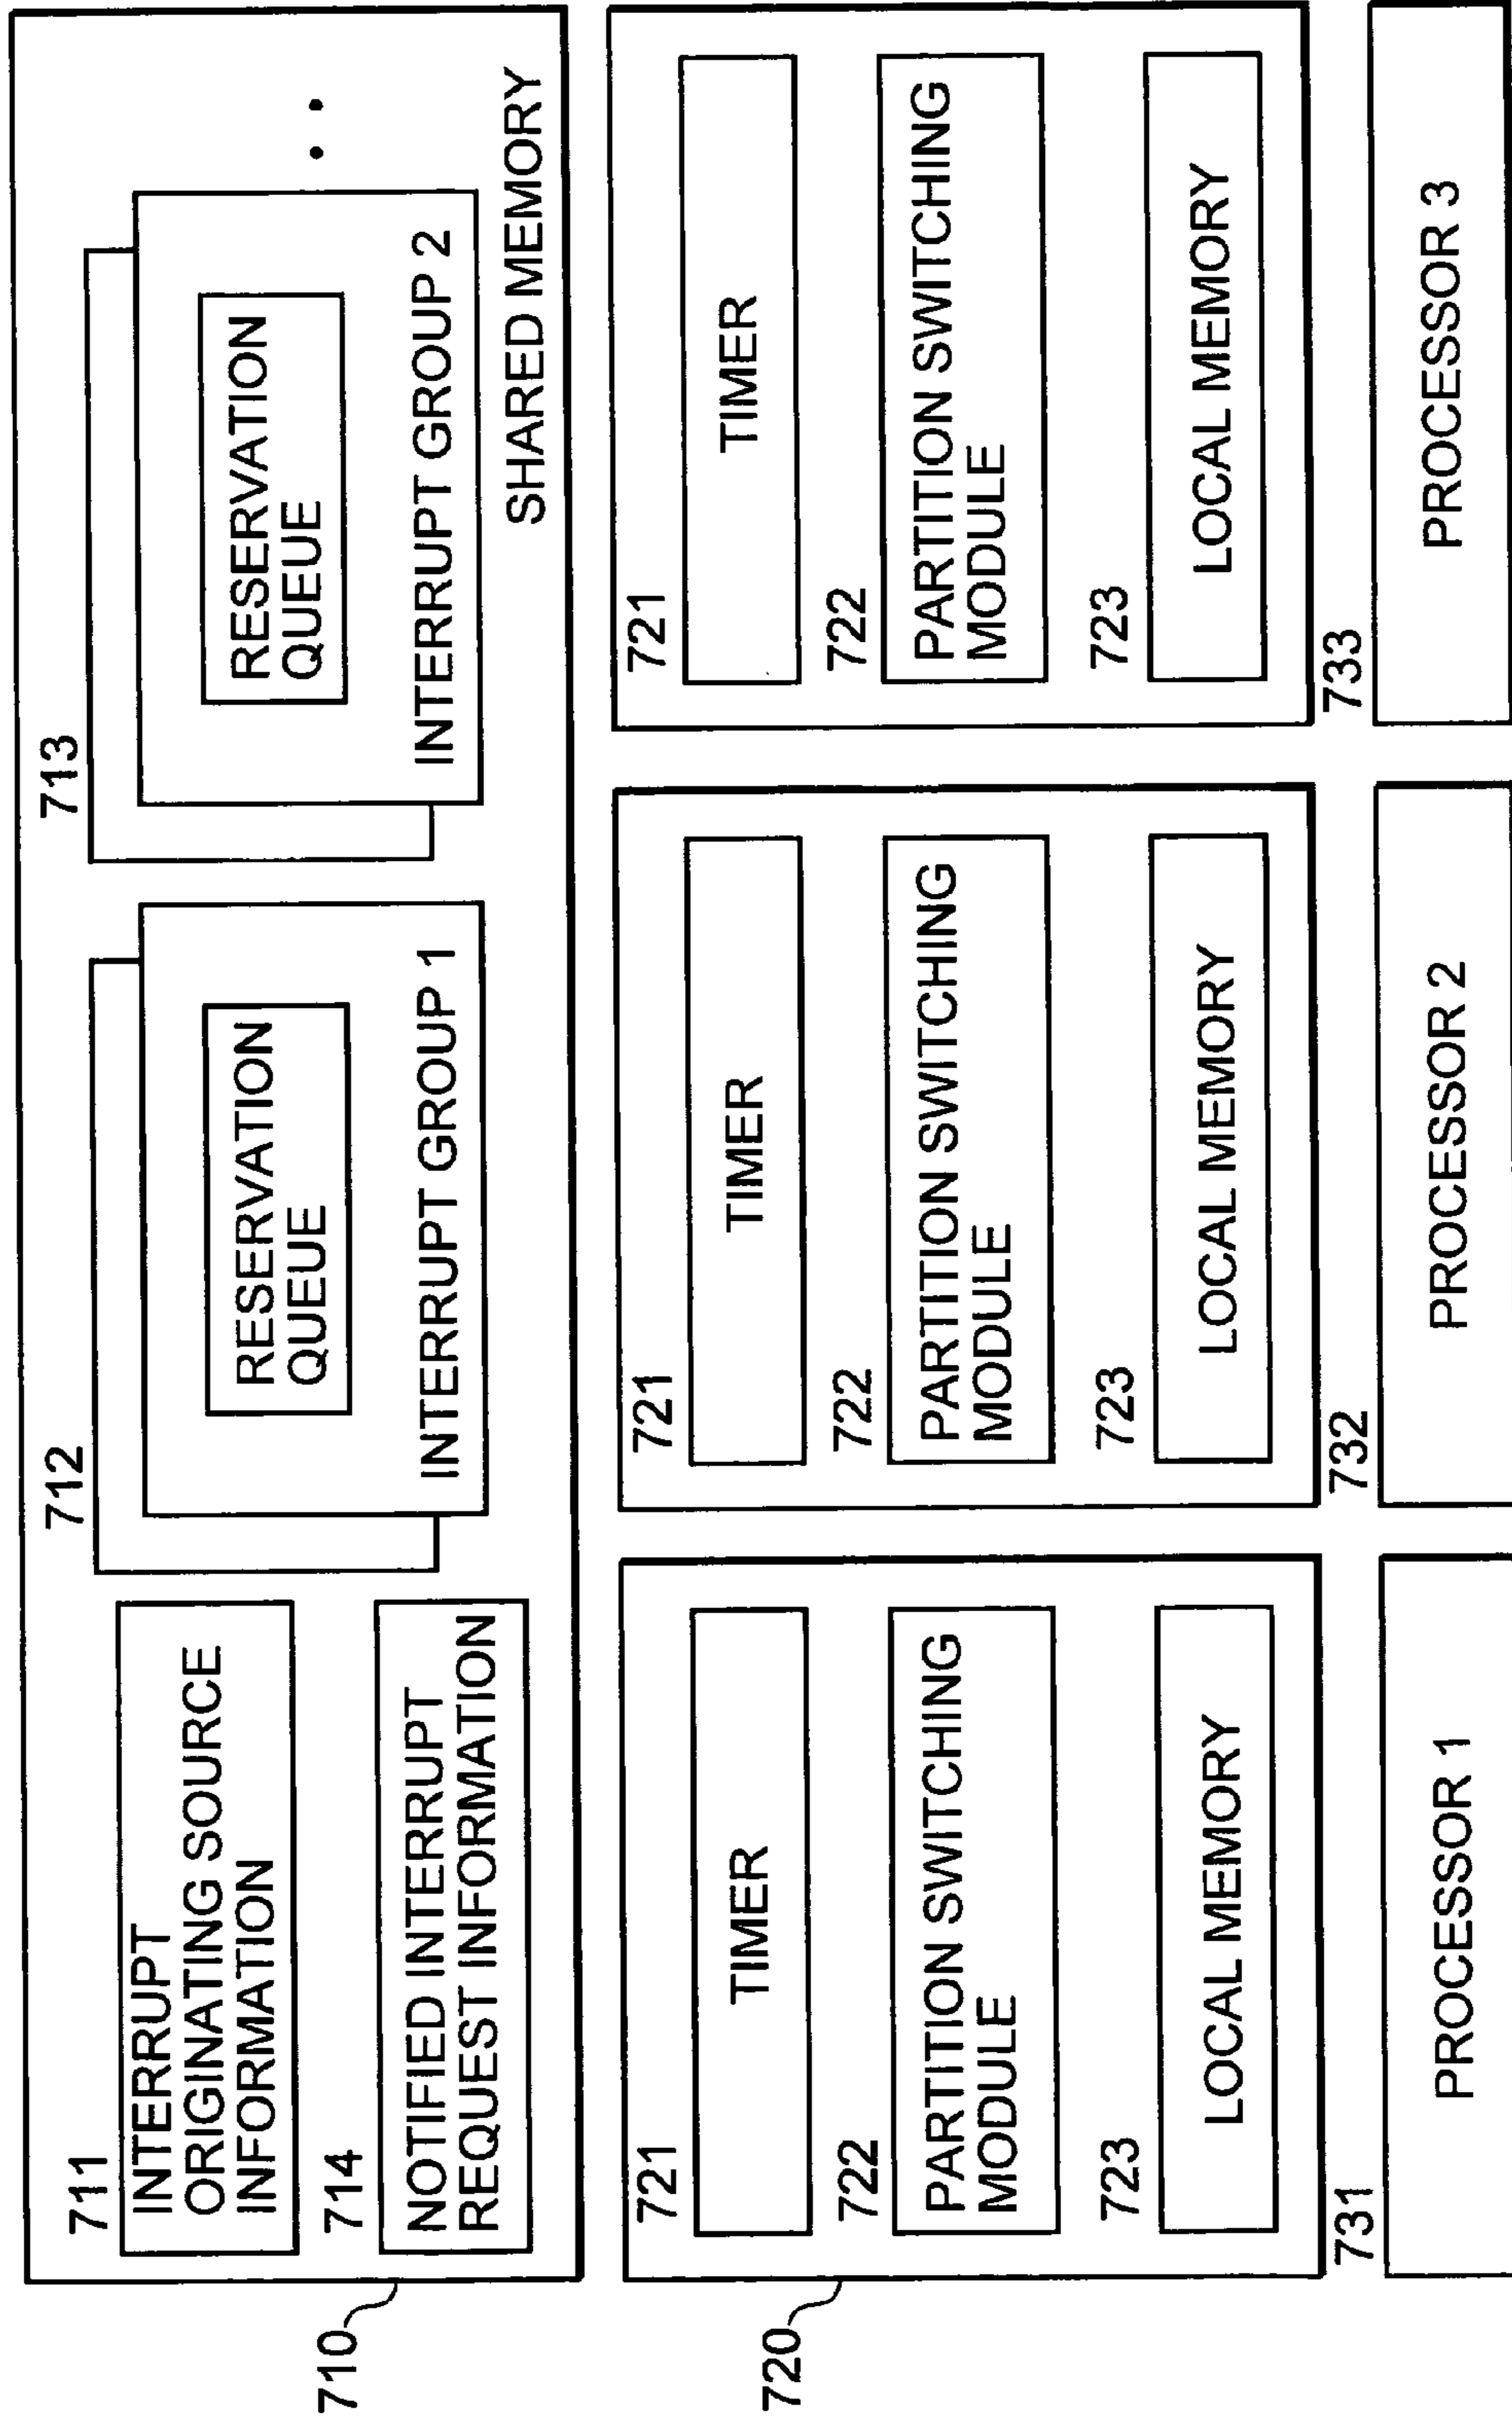 711
INTERRUPT
ORIGINATING SOURCE
INFORMATION
714
NOTIFIED INTERRUPT
REQUEST INFORMATION
712
RESERVATION
QUEUE
INTERRUPT GROUP 1
713
RESERVATION
QUEUE
INTERRUPT GROUP 2
SHARED MEMORY
710
720
721
TIMER
722
PARTITION SWITCHING
MODULE
723
LOCAL MEMORY
721
TIMER
722
PARTITION SWITCHING
MODULE
723
LOCAL MEMORY
721
TIMER
722
PARTITION SWITCHING
MODULE
723
LOCAL MEMORY
731
PROCESSOR 1
732
PROCESSOR 2
733
PROCESSOR 3